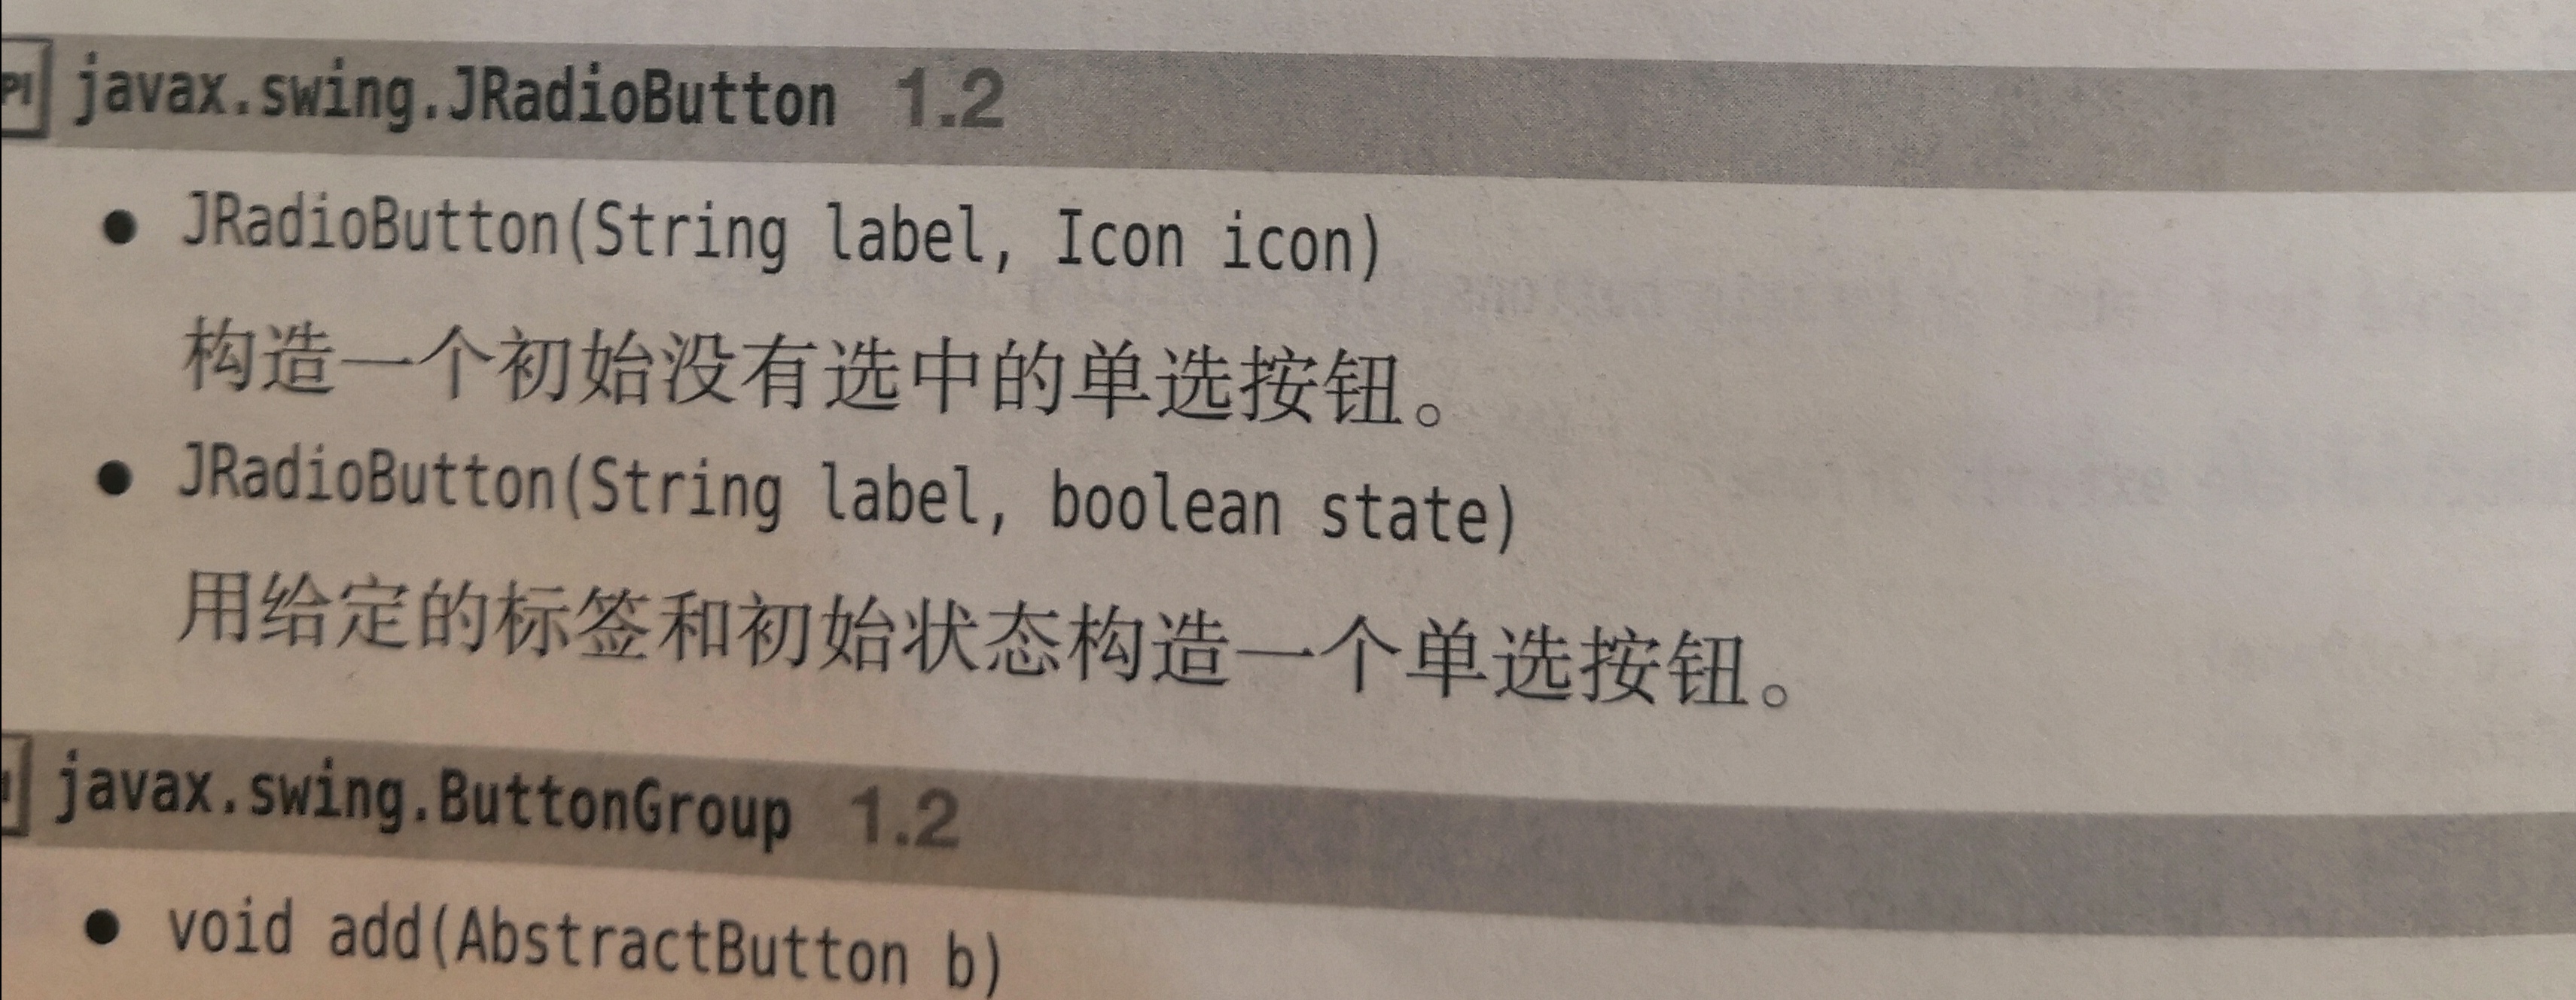 PI javax.swing.JRadioButton 1.2
● JRadioButton(String label, Icon icon)
构造一个初始没有选中的单选按钮。
● JRadioButton(String label, boolean state)
用给定的标签和初始状态构造一个单选按钮。
javax.swing.ButtonGroup 1.2
● void add(AbstractButton b)